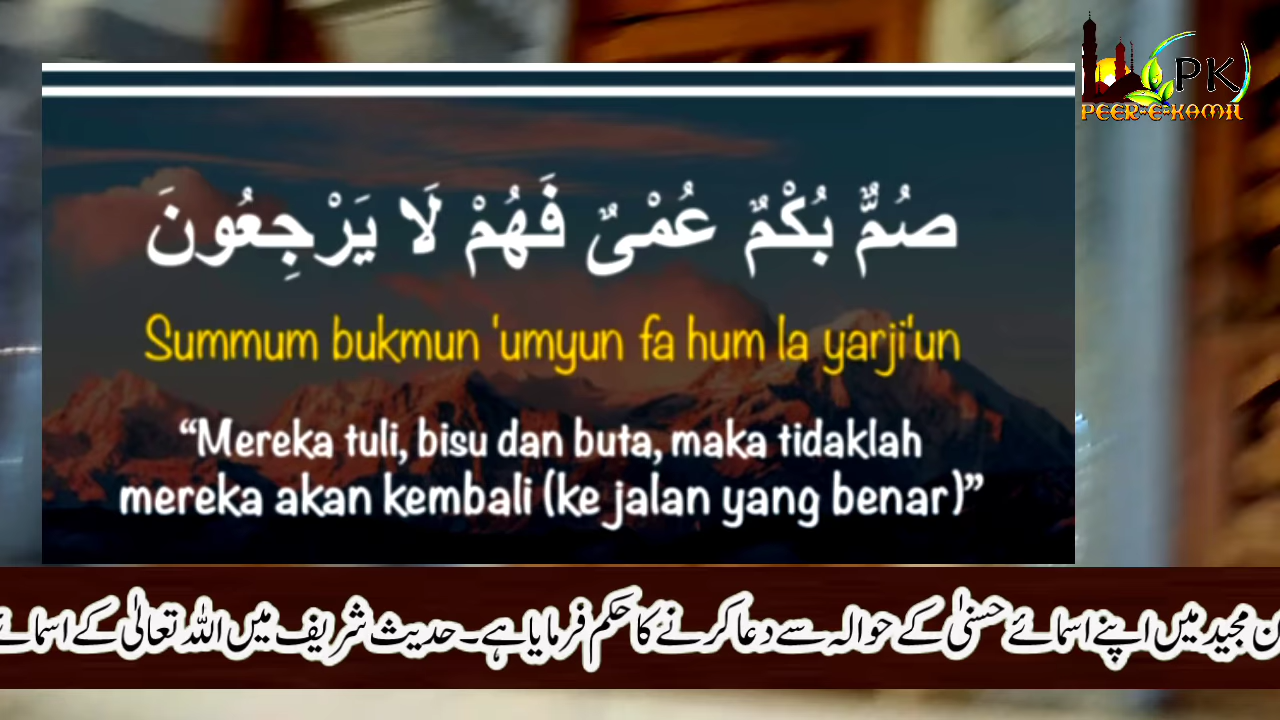 PK
PEER-E-KAMIL
صُمٌّ بُكْمٌ عُمْىٌ فَهُمْ لَا يَرْجِعُونَ
Summum bukmun 'umyun fa hum la yarji'un
“Mereka tuli, bisu dan buta, maka tidaklah
mereka akan kembali (ke jalan yang benar)”
ن مجید میں اپنے اسمائے حسنیٰ کے حوالہ سے دعا کرنے کا حکم فرمایا ہے۔ حدیث شریف میں اللہ تعالیٰ کے اسمائے